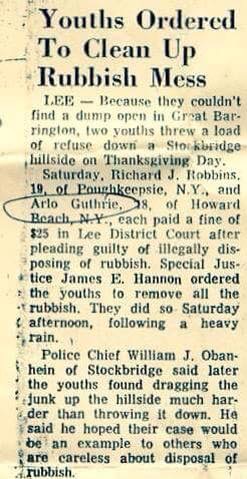 Youths Ordered
To Clean Up
Rubbish Mess
LEE — Because they couldn't
find a dump open in Great Bar-
rington, two youths threw a load
of refuse down a Stockbridge
hillside on Thanksgiving Day.
Saturday, Richard J. Robbins,
19, of Poughkeepsie, N.Y., and
Arlo Guthrie, 18, of Howard
Beach, N.Y., each paid a fine of
$25 in Lee District Court after
pleading guilty of illegally dis-
posing of rubbish. Special Jus-
tice James E. Hannon ordered
the youths to remove all the
rubbish. They did so Saturday
afternoon, following a heavy
rain.
Police Chief William J. Oban-
hein of Stockbridge said later
the youths found dragging the
junk up the hillside much har-
der than throwing it down. He
said he hoped their case would
be an example to others who
are careless about disposal of
rubbish.